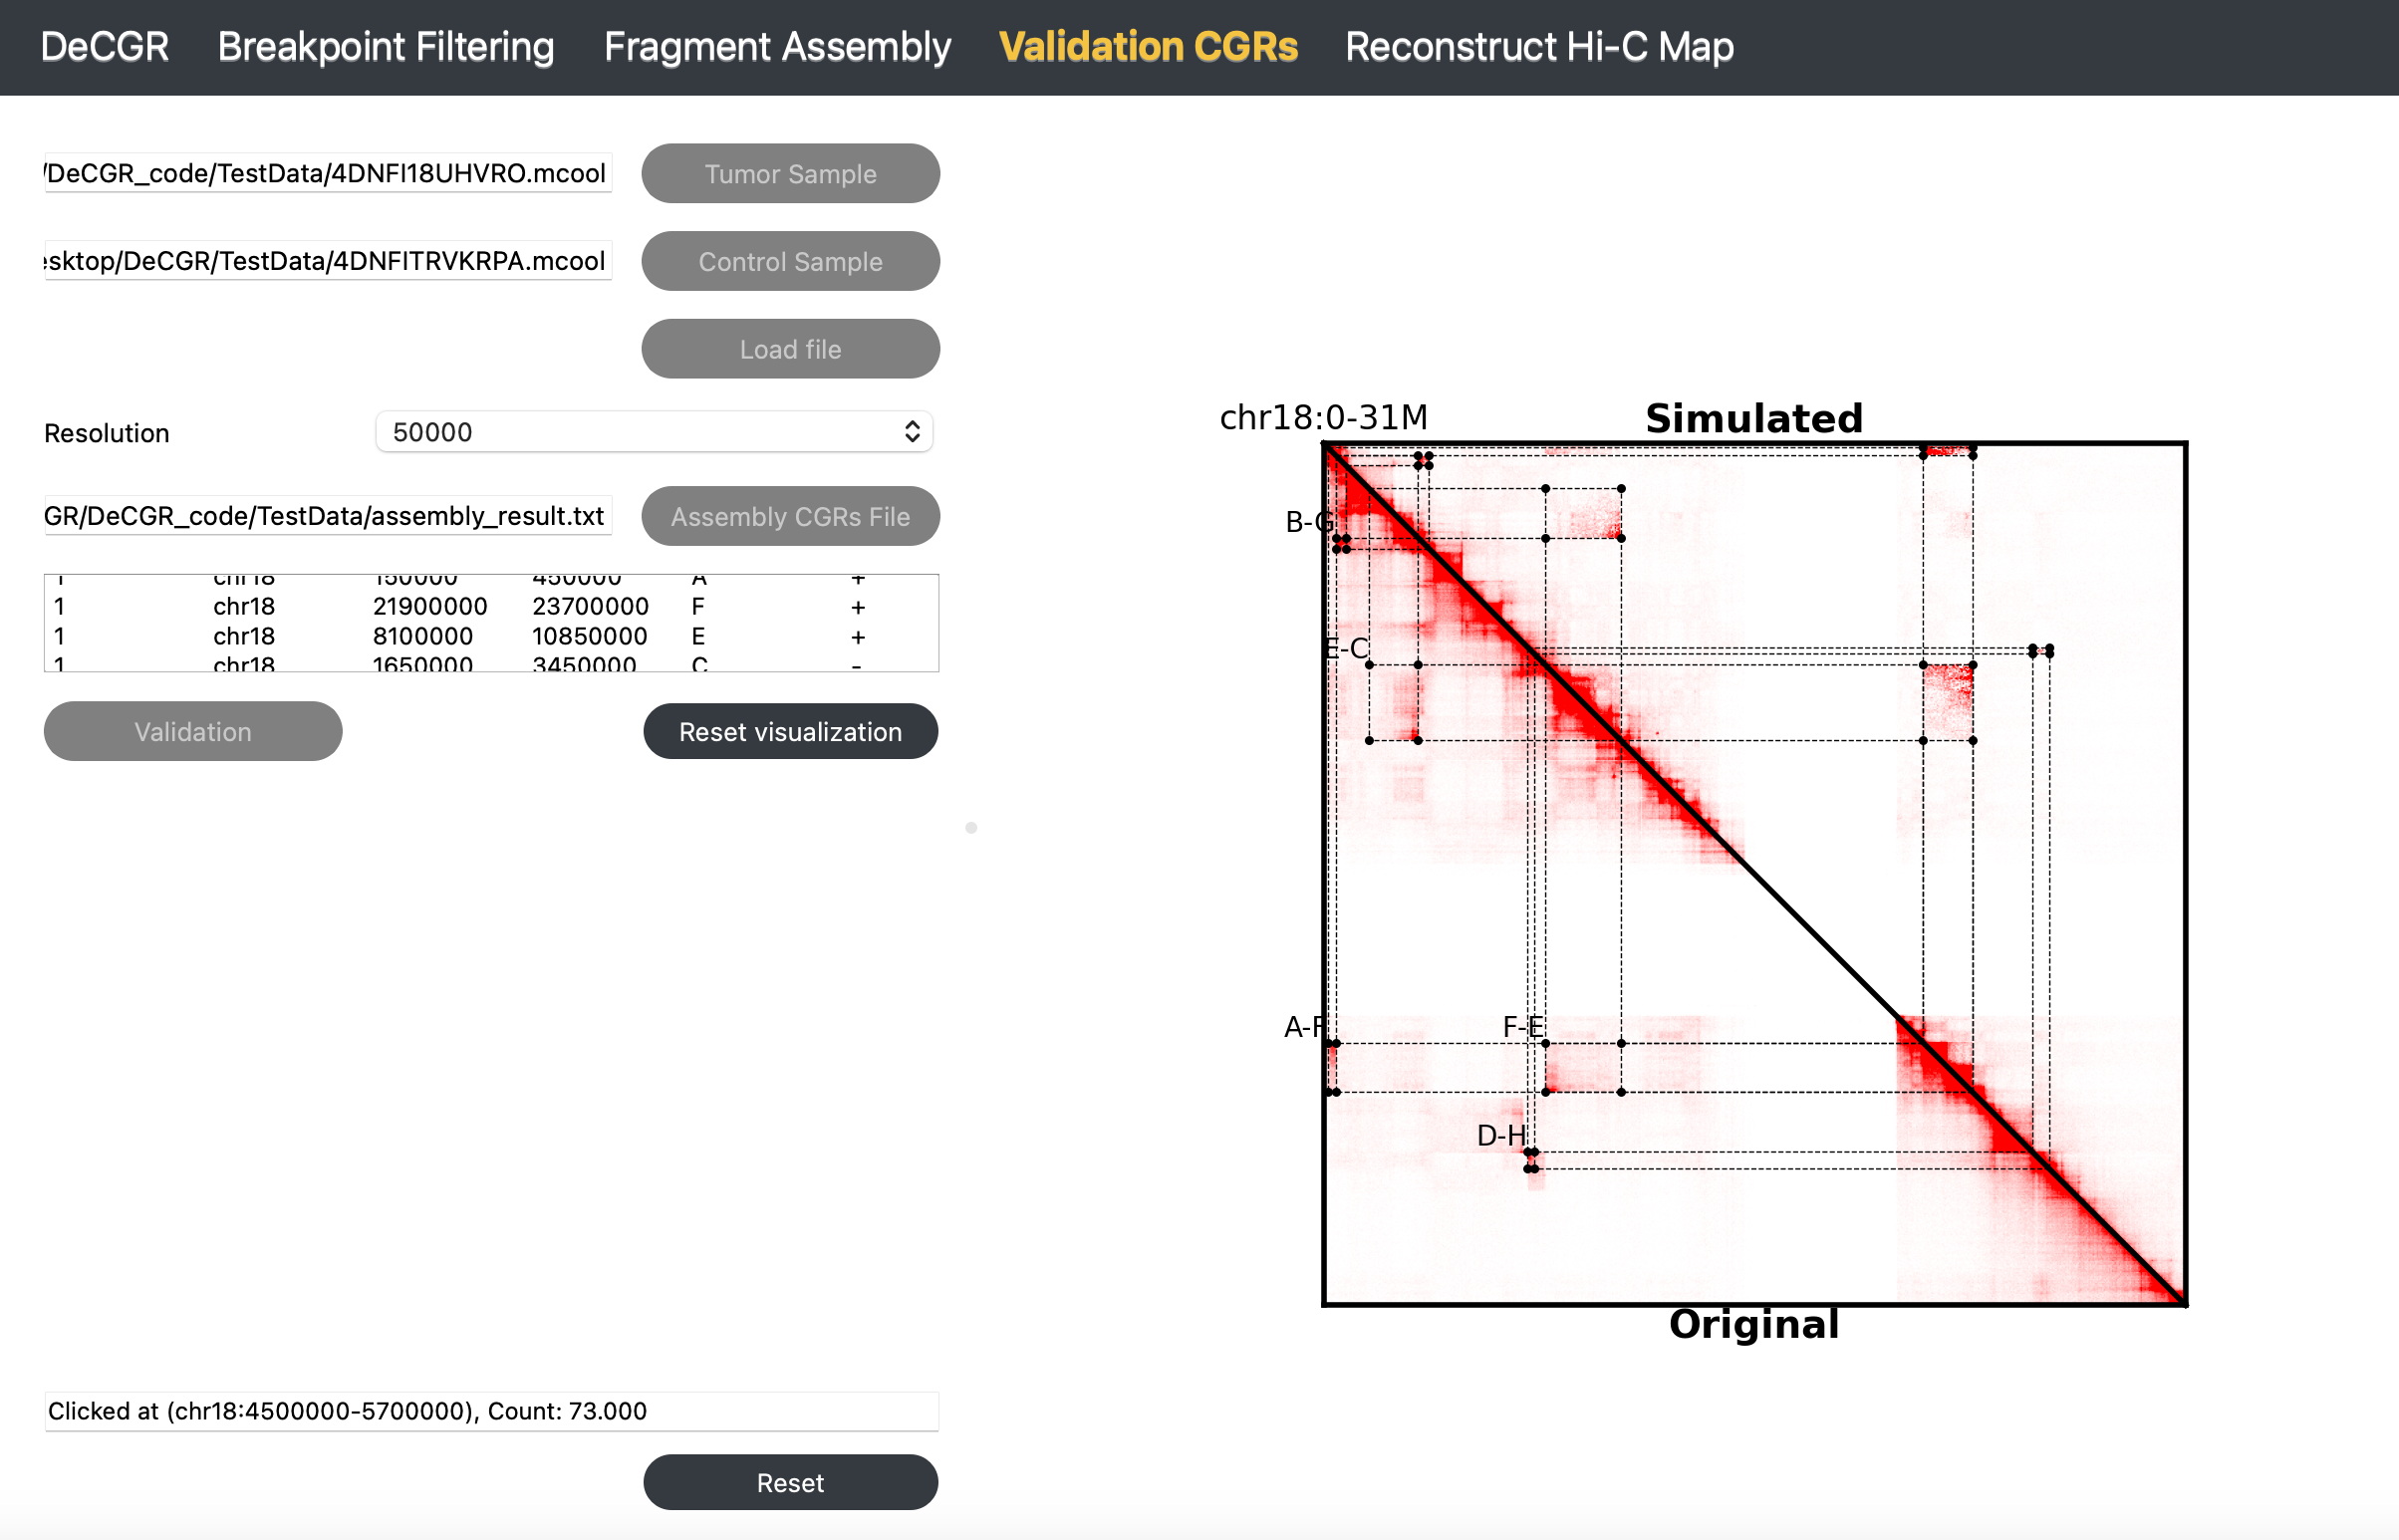 DeCGR Breakpoint Filtering Fragment Assembly Validation CGRs Reconstruct Hi-C Map
/DeCGR_code/TestData/4DNFI18UHVRO.mcool Tumor Sample
esktop/DeCGR/TestData/4DNFITRVKRPA.mcool Control Sample
Load file
Resolution 50000
GR/DeCGR_code/TestData/assembly_result.txt Assembly CGRs File
1 chr18 150000 450000 A +
1 chr18 21900000 23700000 F +
1 chr18 8100000 10850000 E +
1 chr18 1650000 3450000 C -
Validation Reset visualization
Clicked at (chr18:4500000-5700000), Count: 73.000
Reset
chr18:0-31M Simulated
B-G
E-C
A-F F-E
D-H
Original